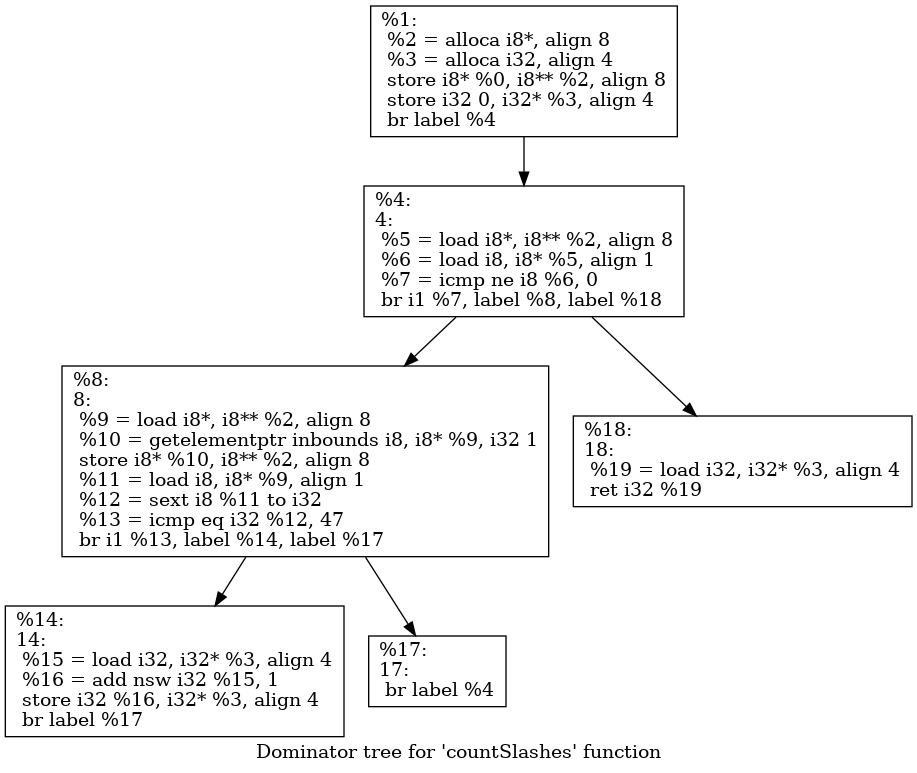 %1:
%2 = alloca i8*, align 8
%3 = alloca i32, align 4
store i8* %0, i8** %2, align 8
store i32 0, i32* %3, align 4
br label %4
%4:
4:
%5 = load i8*, i8** %2, align 8
%6 = load i8, i8* %5, align 1
%7 = icmp ne i8 %6, 0
br i1 %7, label %8, label %18
%8:
8:
%9 = load i8*, i8** %2, align 8
%10 = getelementptr inbounds i8, i8* %9, i32 1
store i8* %10, i8** %2, align 8
%11 = load i8, i8* %9, align 1
%12 = sext i8 %11 to i32
%13 = icmp eq i32 %12, 47
br i1 %13, label %14, label %17
%18:
18:
%19 = load i32, i32* %3, align 4
ret i32 %19
%14:
14:
%15 = load i32, i32* %3, align 4
%16 = add nsw i32 %15, 1
store i32 %16, i32* %3, align 4
br label %17
%17:
17:
br label %4
Dominator tree for 'countSlashes' function